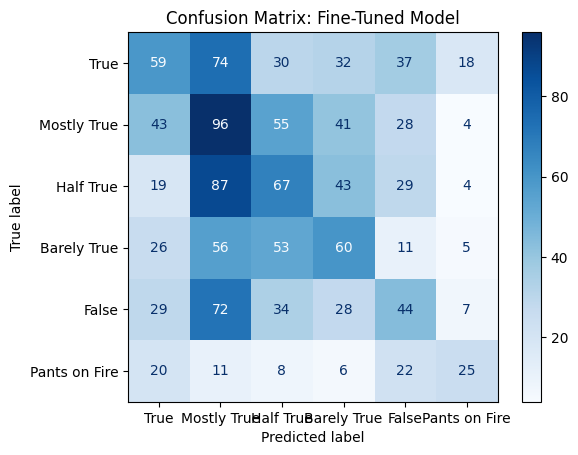 Confusion Matrix: Fine-Tuned Model
True 59 74 30 32 37 18
Mostly True 43 96 55 41 28 4
Half True 19 87 67 43 29 4
Barely True 26 56 53 60 11 5
False 29 72 34 28 44 7
Pants on Fire 20 11 8 6 22 25
True Mostly True Half True Barely True False Pants on Fire
Predicted label
True label
80
60
40
20